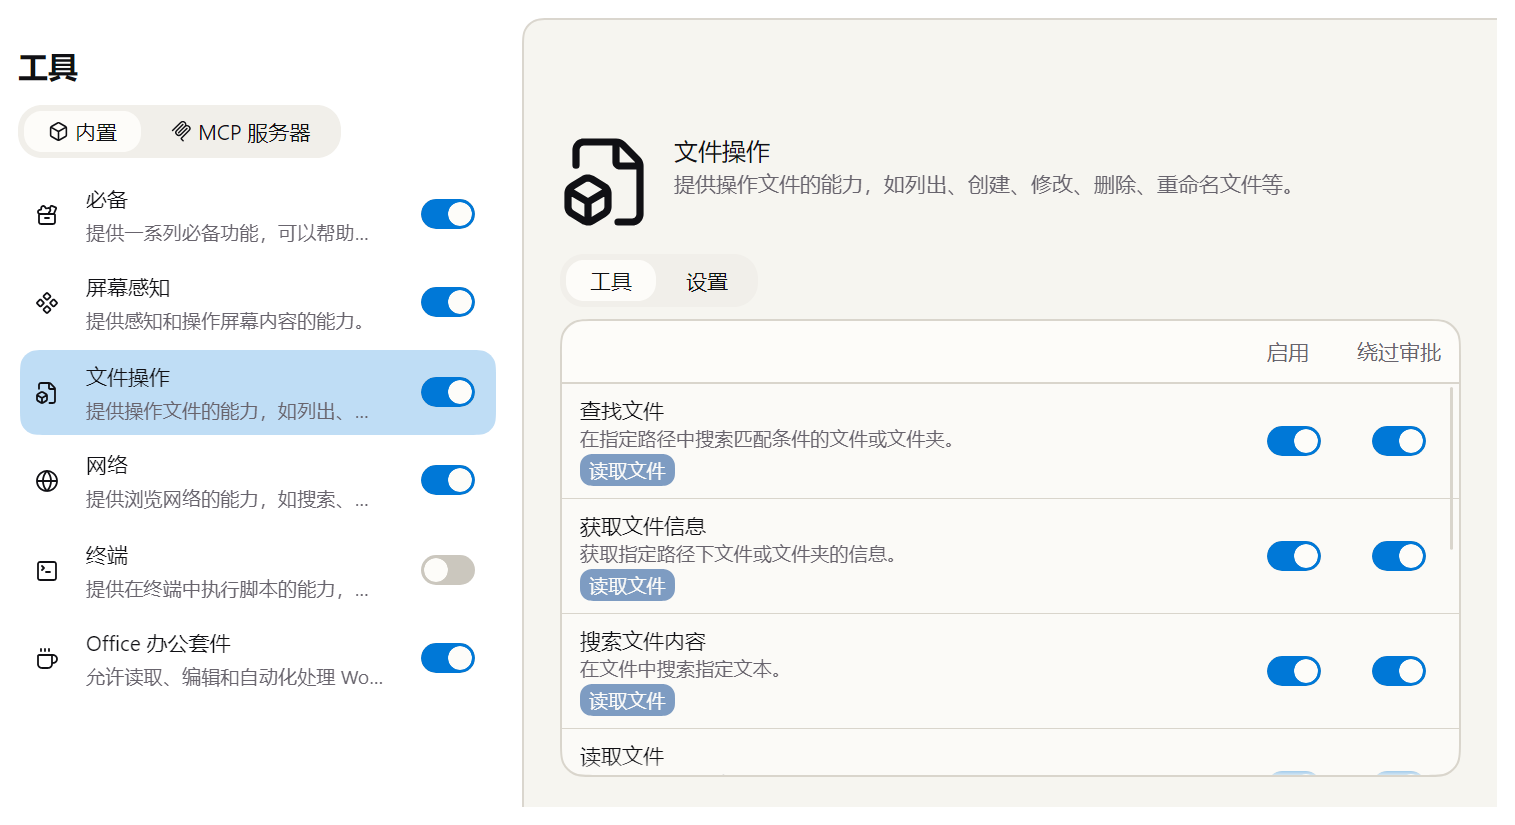 工具
内置
MCP 服务器
必备
提供一系列必备功能，可以帮助...
屏幕感知
提供感知和操作屏幕内容的能力。
文件操作
提供操作文件的能力，如列出、...
网络
提供浏览网络的能力，如搜索、...
终端
提供在终端中执行脚本的能力，...
Office 办公套件
允许读取、编辑和自动化处理 Wo...
文件操作
提供操作文件的能力，如列出、创建、修改、删除、重命名文件等。
工具
设置
启用
绕过审批
查找文件
在指定路径中搜索匹配条件的文件或文件夹。
读取文件
获取文件信息
获取指定路径下文件或文件夹的信息。
读取文件
搜索文件内容
在文件中搜索指定文本。
读取文件
读取文件